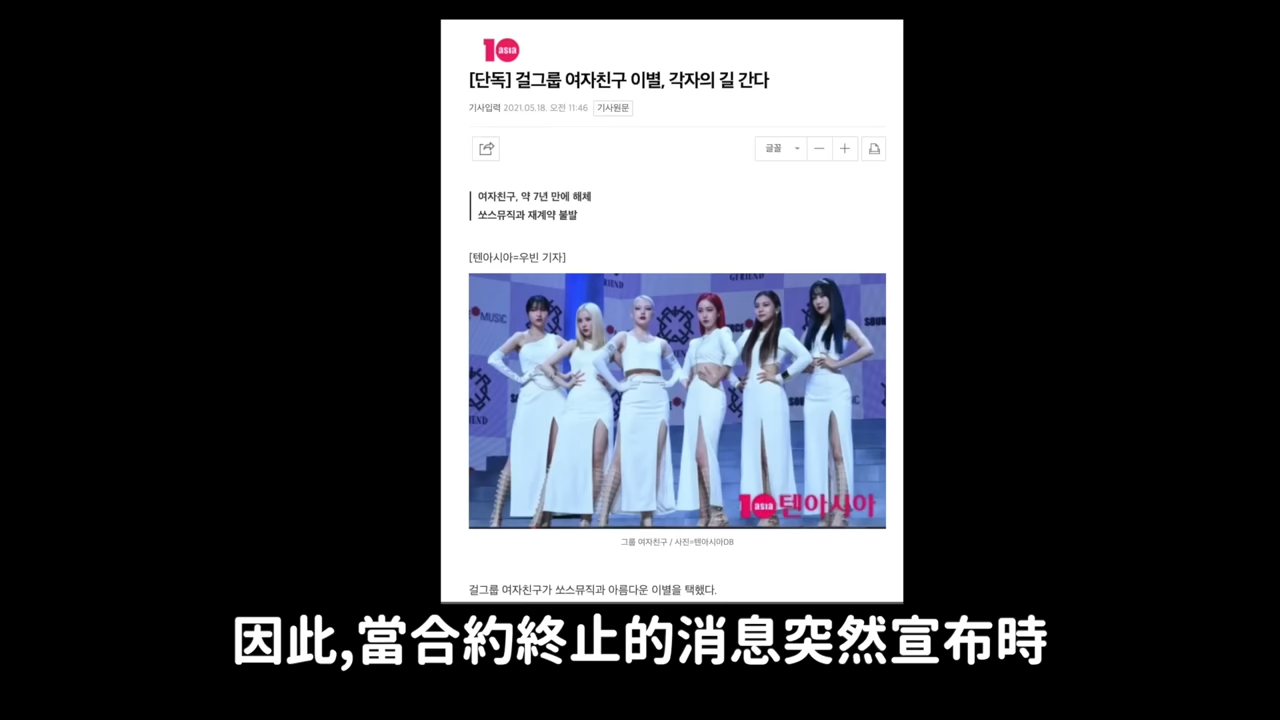 10 asia
[단독] 걸그룹 여자친구 이별, 각자의 길 간다
기사입력 2021.05.18. 오전 11:46 기사원문
글꼴
여자친구, 약 7년 만에 해체
쏘스뮤직과 재계약 불발
[텐아시아=우빈 기자]
GFRIEND
MUSIC
10 asia 텐아시아
그룹 여자친구 / 사진=텐아시아DB
걸그룹 여자친구가 쏘스뮤직과 아름다운 이별을 택했다.
因此,當合約終止的消息突然宣布時